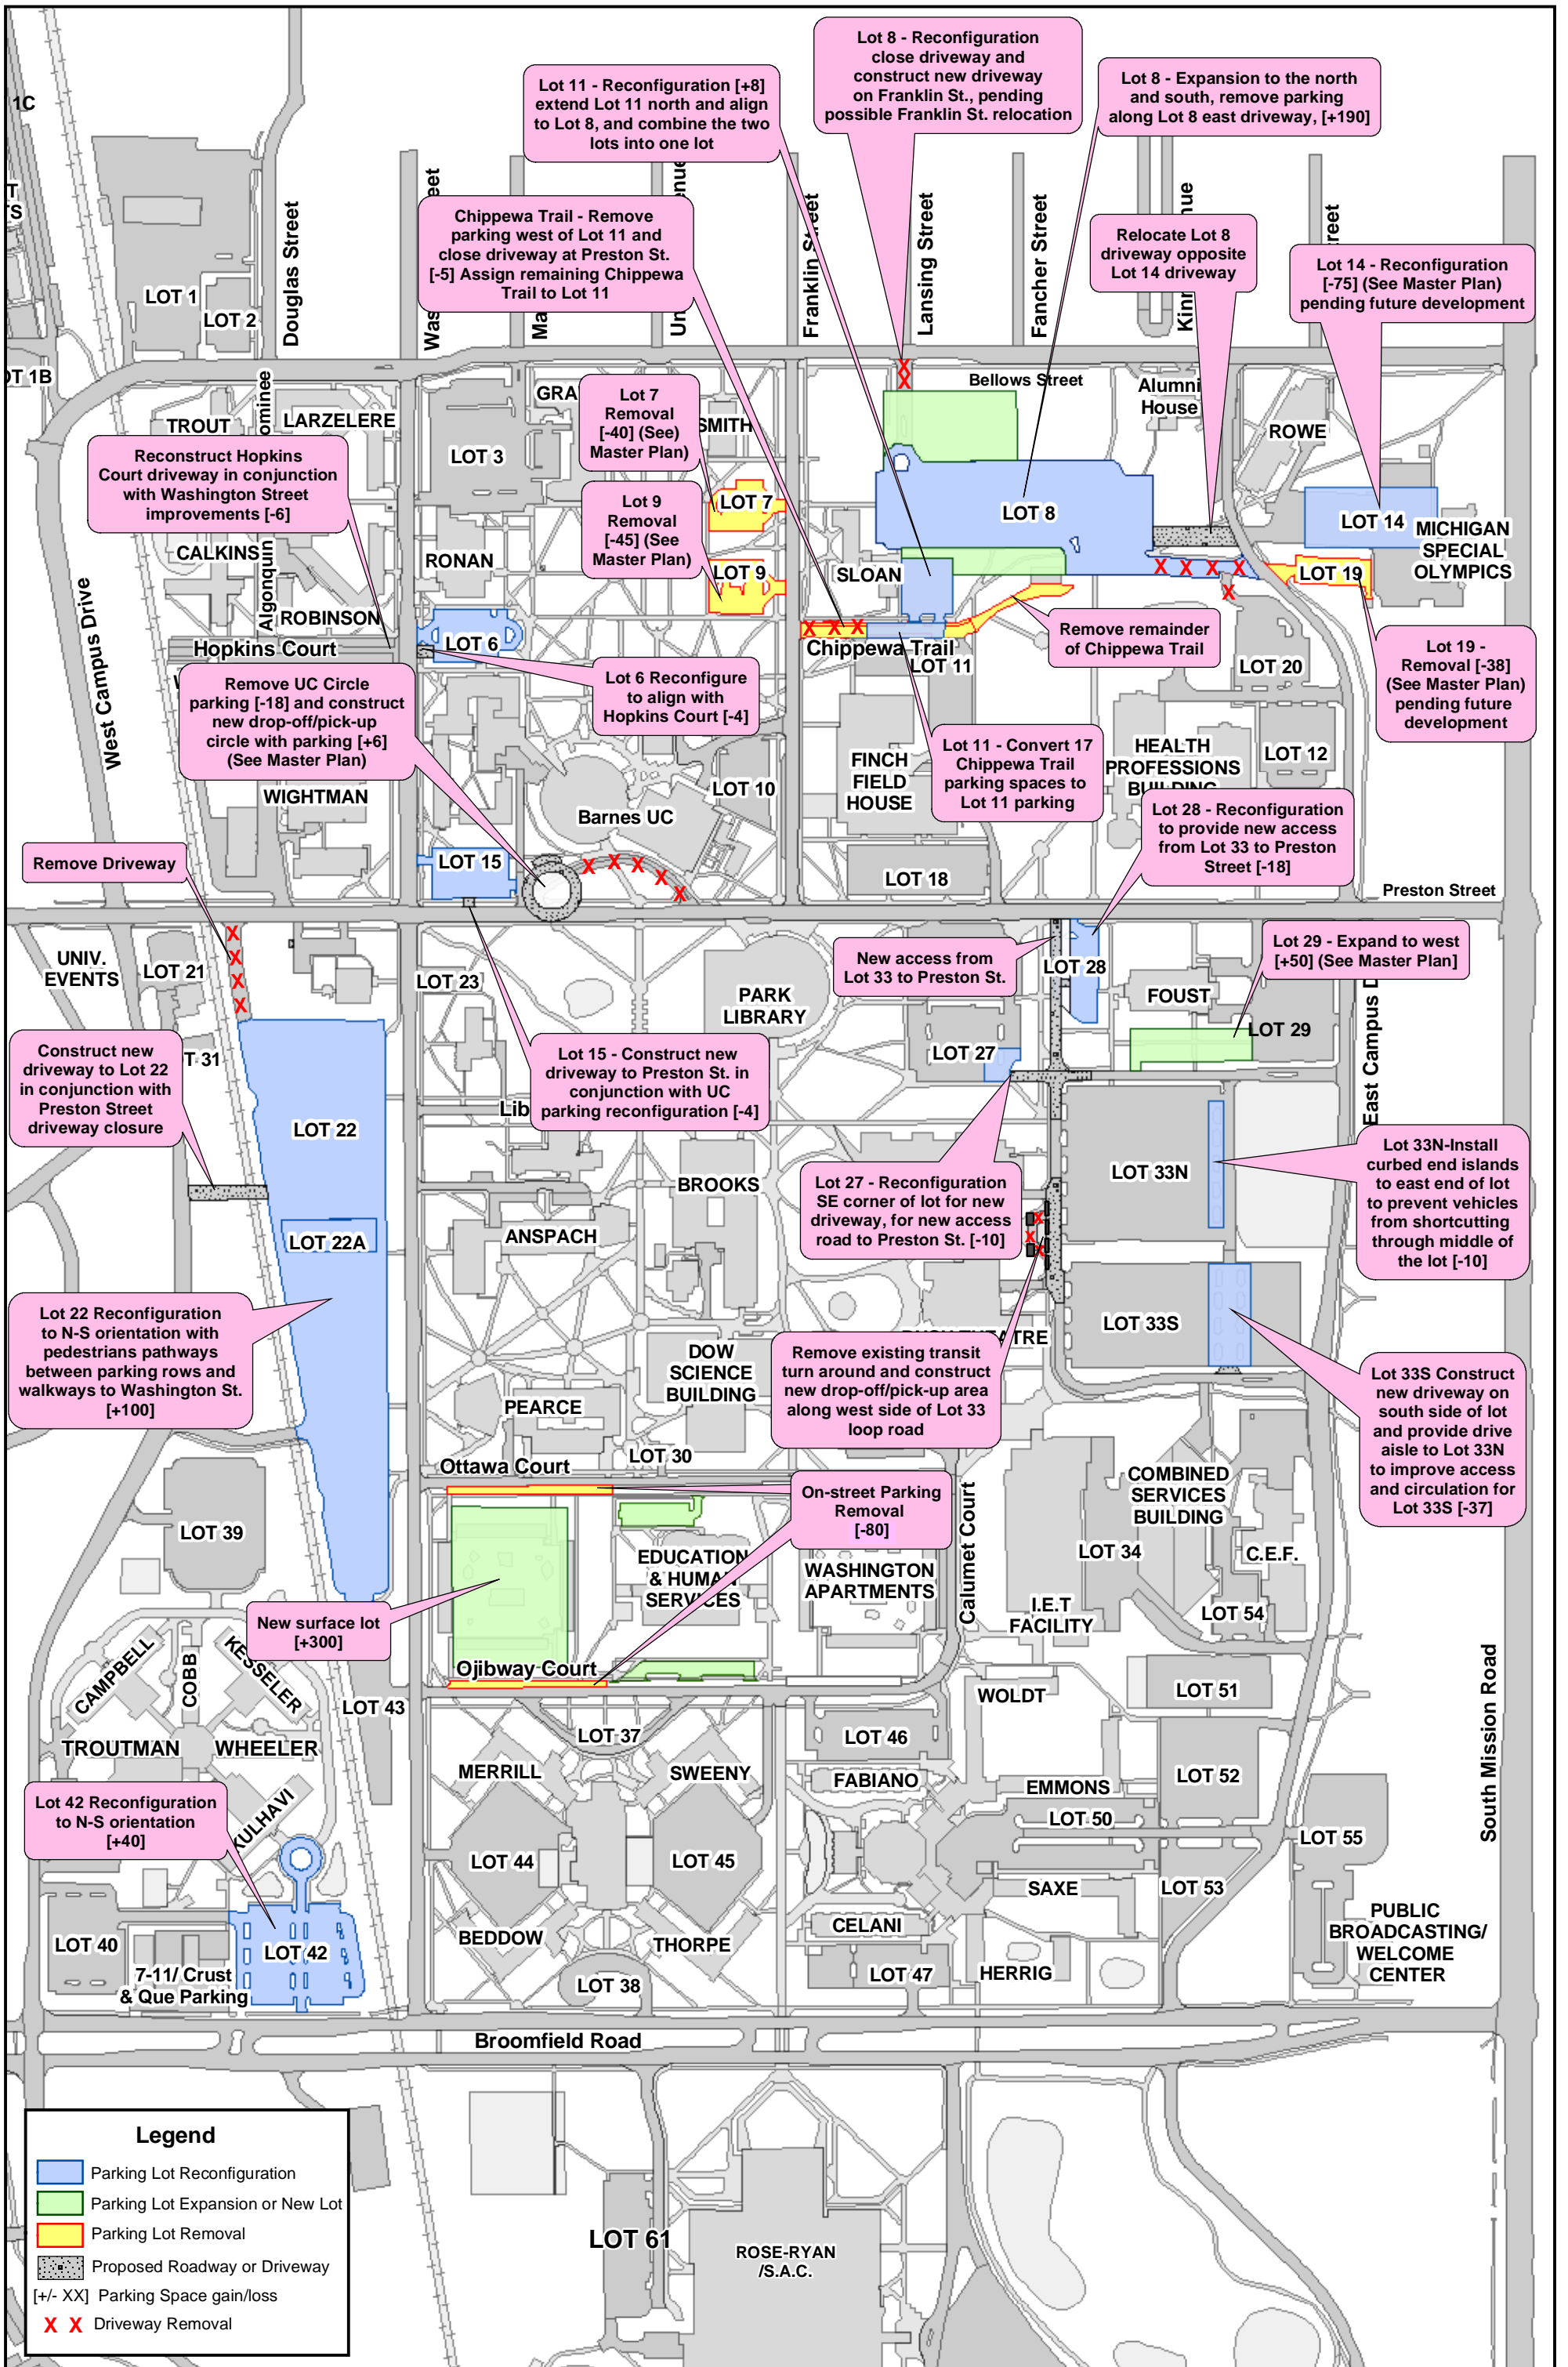 Lot 8 - Reconfiguration
close driveway and
construct new driveway
on Franklin St., pending
possible Franklin St. relocation
Lot 11 - Reconfiguration [+8]
extend Lot 11 north and align
to Lot 8, and combine the two
lots into one lot
Lot 8 - Expansion to the north
and south, remove parking
along Lot 8 east driveway, [+190]
Chippewa Trail - Remove
parking west of Lot 11 and
close driveway at Preston St.
[-5] Assign remaining Chippewa
Trail to Lot 11
Relocate Lot 8
driveway opposite
Lot 14 driveway
Lot 14 - Reconfiguration
[-75] (See Master Plan)
pending future development
1C
Douglas Street
Franklin Street
Lansing Street
Fancher Street
LOT 1
LOT 2
Bellows Street
Alumni
House
TROUT
LARZELERE
LOT 3
Lot 7
Removal
[-40] (See)
Master Plan)
SMITH
ROWE
Reconstruct Hopkins
Court driveway in conjunction
with Washington Street
improvements [-6]
LOT 7
Lot 9
Removal
[-45] (See
Master Plan)
LOT 8
LOT 14
MICHIGAN
SPECIAL
OLYMPICS
CALKINS
Algonquin
RONAN
LOT 9
SLOAN
LOT 19
ROBINSON
LOT 6
Hopkins Court
Chippewa Trail
LOT 11
Remove remainder
of Chippewa Trail
LOT 20
Lot 19 -
Removal [-38]
(See Master Plan)
pending future
development
West Campus Drive
Remove UC Circle
parking [-18] and construct
new drop-off/pick-up
circle with parking [+6]
(See Master Plan)
Lot 6 Reconfigure
to align with
Hopkins Court [-4]
Lot 11 - Convert 17
Chippewa Trail
parking spaces to
Lot 11 parking
FINCH
FIELD
HOUSE
HEALTH
PROFESSIONS
BUILDING
LOT 12
LOT 10
WIGHTMAN
Barnes UC
Lot 28 - Reconfiguration
to provide new access
from Lot 33 to Preston
Street [-18]
Remove Driveway
LOT 15
LOT 18
Preston Street
UNIV.
EVENTS
LOT 21
LOT 23
PARK
LIBRARY
New access from
Lot 33 to Preston St.
LOT 28
FOUST
Lot 29 - Expand to west
[+50] (See Master Plan]
LOT 29
Construct new
driveway to Lot 22
in conjunction with
Preston Street
driveway closure
Lot 15 - Construct new
driveway to Preston St. in
conjunction with UC
parking reconfiguration [-4]
LOT 27
East Campus D
Lib
LOT 22
LOT 33N
Lot 33N-Install
curbed end islands
to east end of lot
to prevent vehicles
from shortcutting
through middle of
the lot [-10]
BROOKS
Lot 27 - Reconfiguration
SE corner of lot for new
driveway, for new access
road to Preston St. [-10]
ANSPACH
LOT 22A
Lot 22 Reconfiguration
to N-S orientation with
pedestrians pathways
between parking rows and
walkways to Washington St.
[+100]
LOT 33S
DOW
SCIENCE
BUILDING
Remove existing transit
turn around and construct
new drop-off/pick-up area
along west side of Lot 33
loop road
Lot 33S Construct
new driveway on
south side of lot
and provide drive
aisle to Lot 33N
to improve access
and circulation for
Lot 33S [-37]
PEARCE
LOT 30
Ottawa Court
COMBINED
SERVICES
BUILDING
On-street Parking
Removal
[-80]
LOT 39
Calumet Court
LOT 34
C.E.F.
EDUCATION
& HUMAN
SERVICES
WASHINGTON
APARTMENTS
I.E.T
FACILITY
LOT 54
New surface lot
[+300]
CAMPBELL
COBB
KESSELER
Ojibway Court
LOT 43
WOLDT
LOT 51
South Mission Road
LOT 37
LOT 46
TROUTMAN
WHEELER
MERRILL
SWEENY
FABIANO
EMMONS
LOT 52
Lot 42 Reconfiguration
to N-S orientation
[+40]
KULHAVI
LOT 50
LOT 55
LOT 44
LOT 45
SAXE
LOT 53
CELANI
PUBLIC
BROADCASTING/
WELCOME
CENTER
BEDDOW
THORPE
LOT 40
LOT 42
7-11/ Crust
& Que Parking
LOT 38
LOT 47
HERRIG
Broomfield Road
LOT 61
ROSE-RYAN
/S.A.C.
Legend
Parking Lot Reconfiguration
Parking Lot Expansion or New Lot
Parking Lot Removal
Proposed Roadway or Driveway
[+/- XX] Parking Space gain/loss
X X Driveway Removal